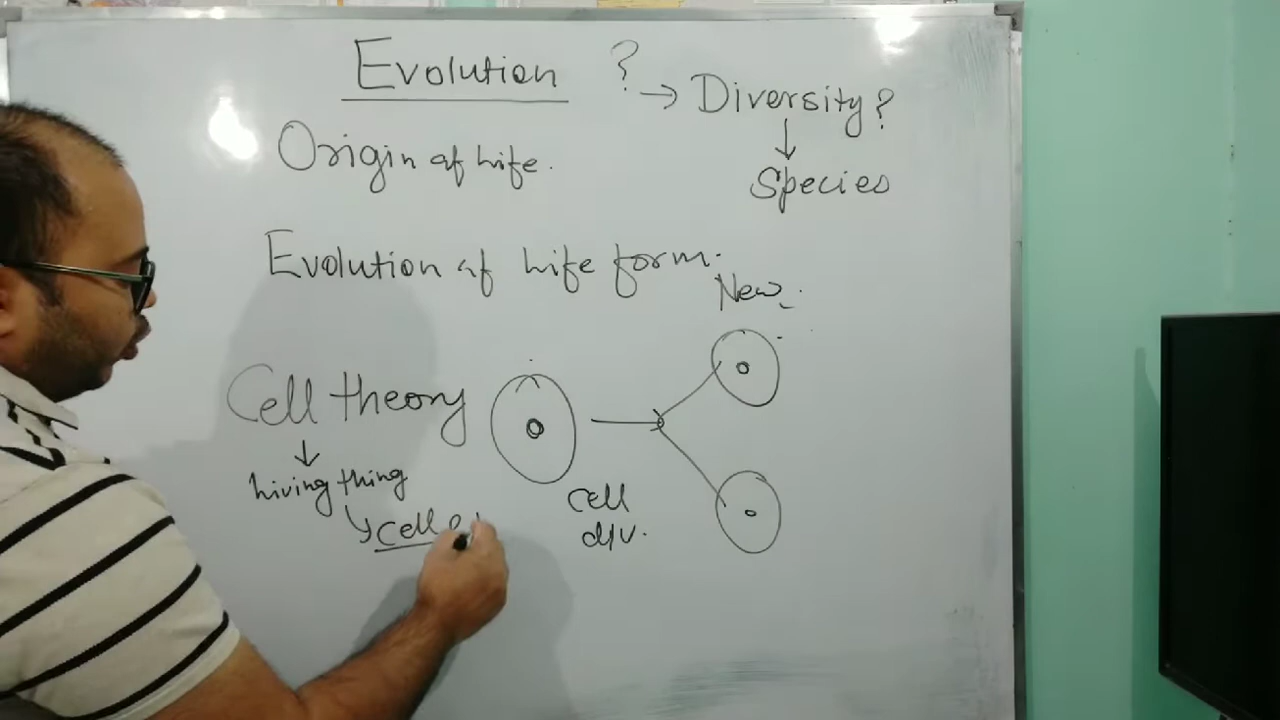 Evolution ?
→ Diversity?
↓
Species
Origin of Life.
Evolution of Life form.
New
Cell theory
↓
Living thing
Cell
Cell
div.